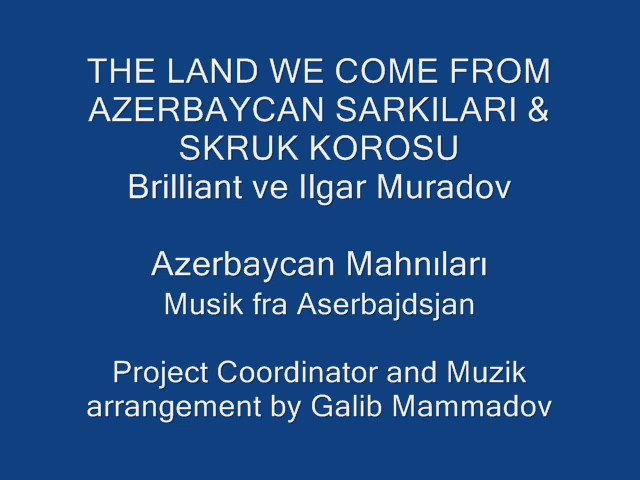 THE LAND WE COME FROM
AZERBAYCAN SARKILARI &
SKRUK KOROSU
Brilliant ve Ilgar Muradov
Azerbaycan Mahnıları
Musik fra Aserbajdsjan
Project Coordinator and Muzik
arrangement by Galib Mammadov